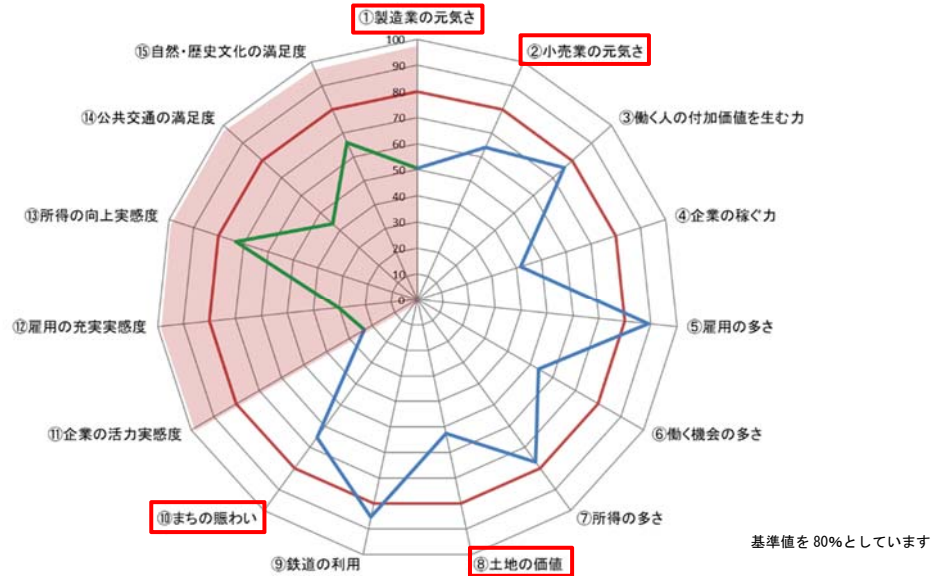 ①製造業の元気さ
②小売業の元気さ
③働く人の付加価値を生む力
④企業の稼ぐ力
⑤雇用の多さ
⑥働く機会の多さ
⑦所得の多さ
⑧土地の価値
⑨鉄道の利用
⑩まちの賑わい
⑪企業の活力実感度
⑫雇用の充実実感度
⑬所得の向上実感度
⑭公共交通の満足度
⑮自然・歴史文化の満足度
100
90
80
70
60
50
40
30
20
10
0
基準値を80%としています